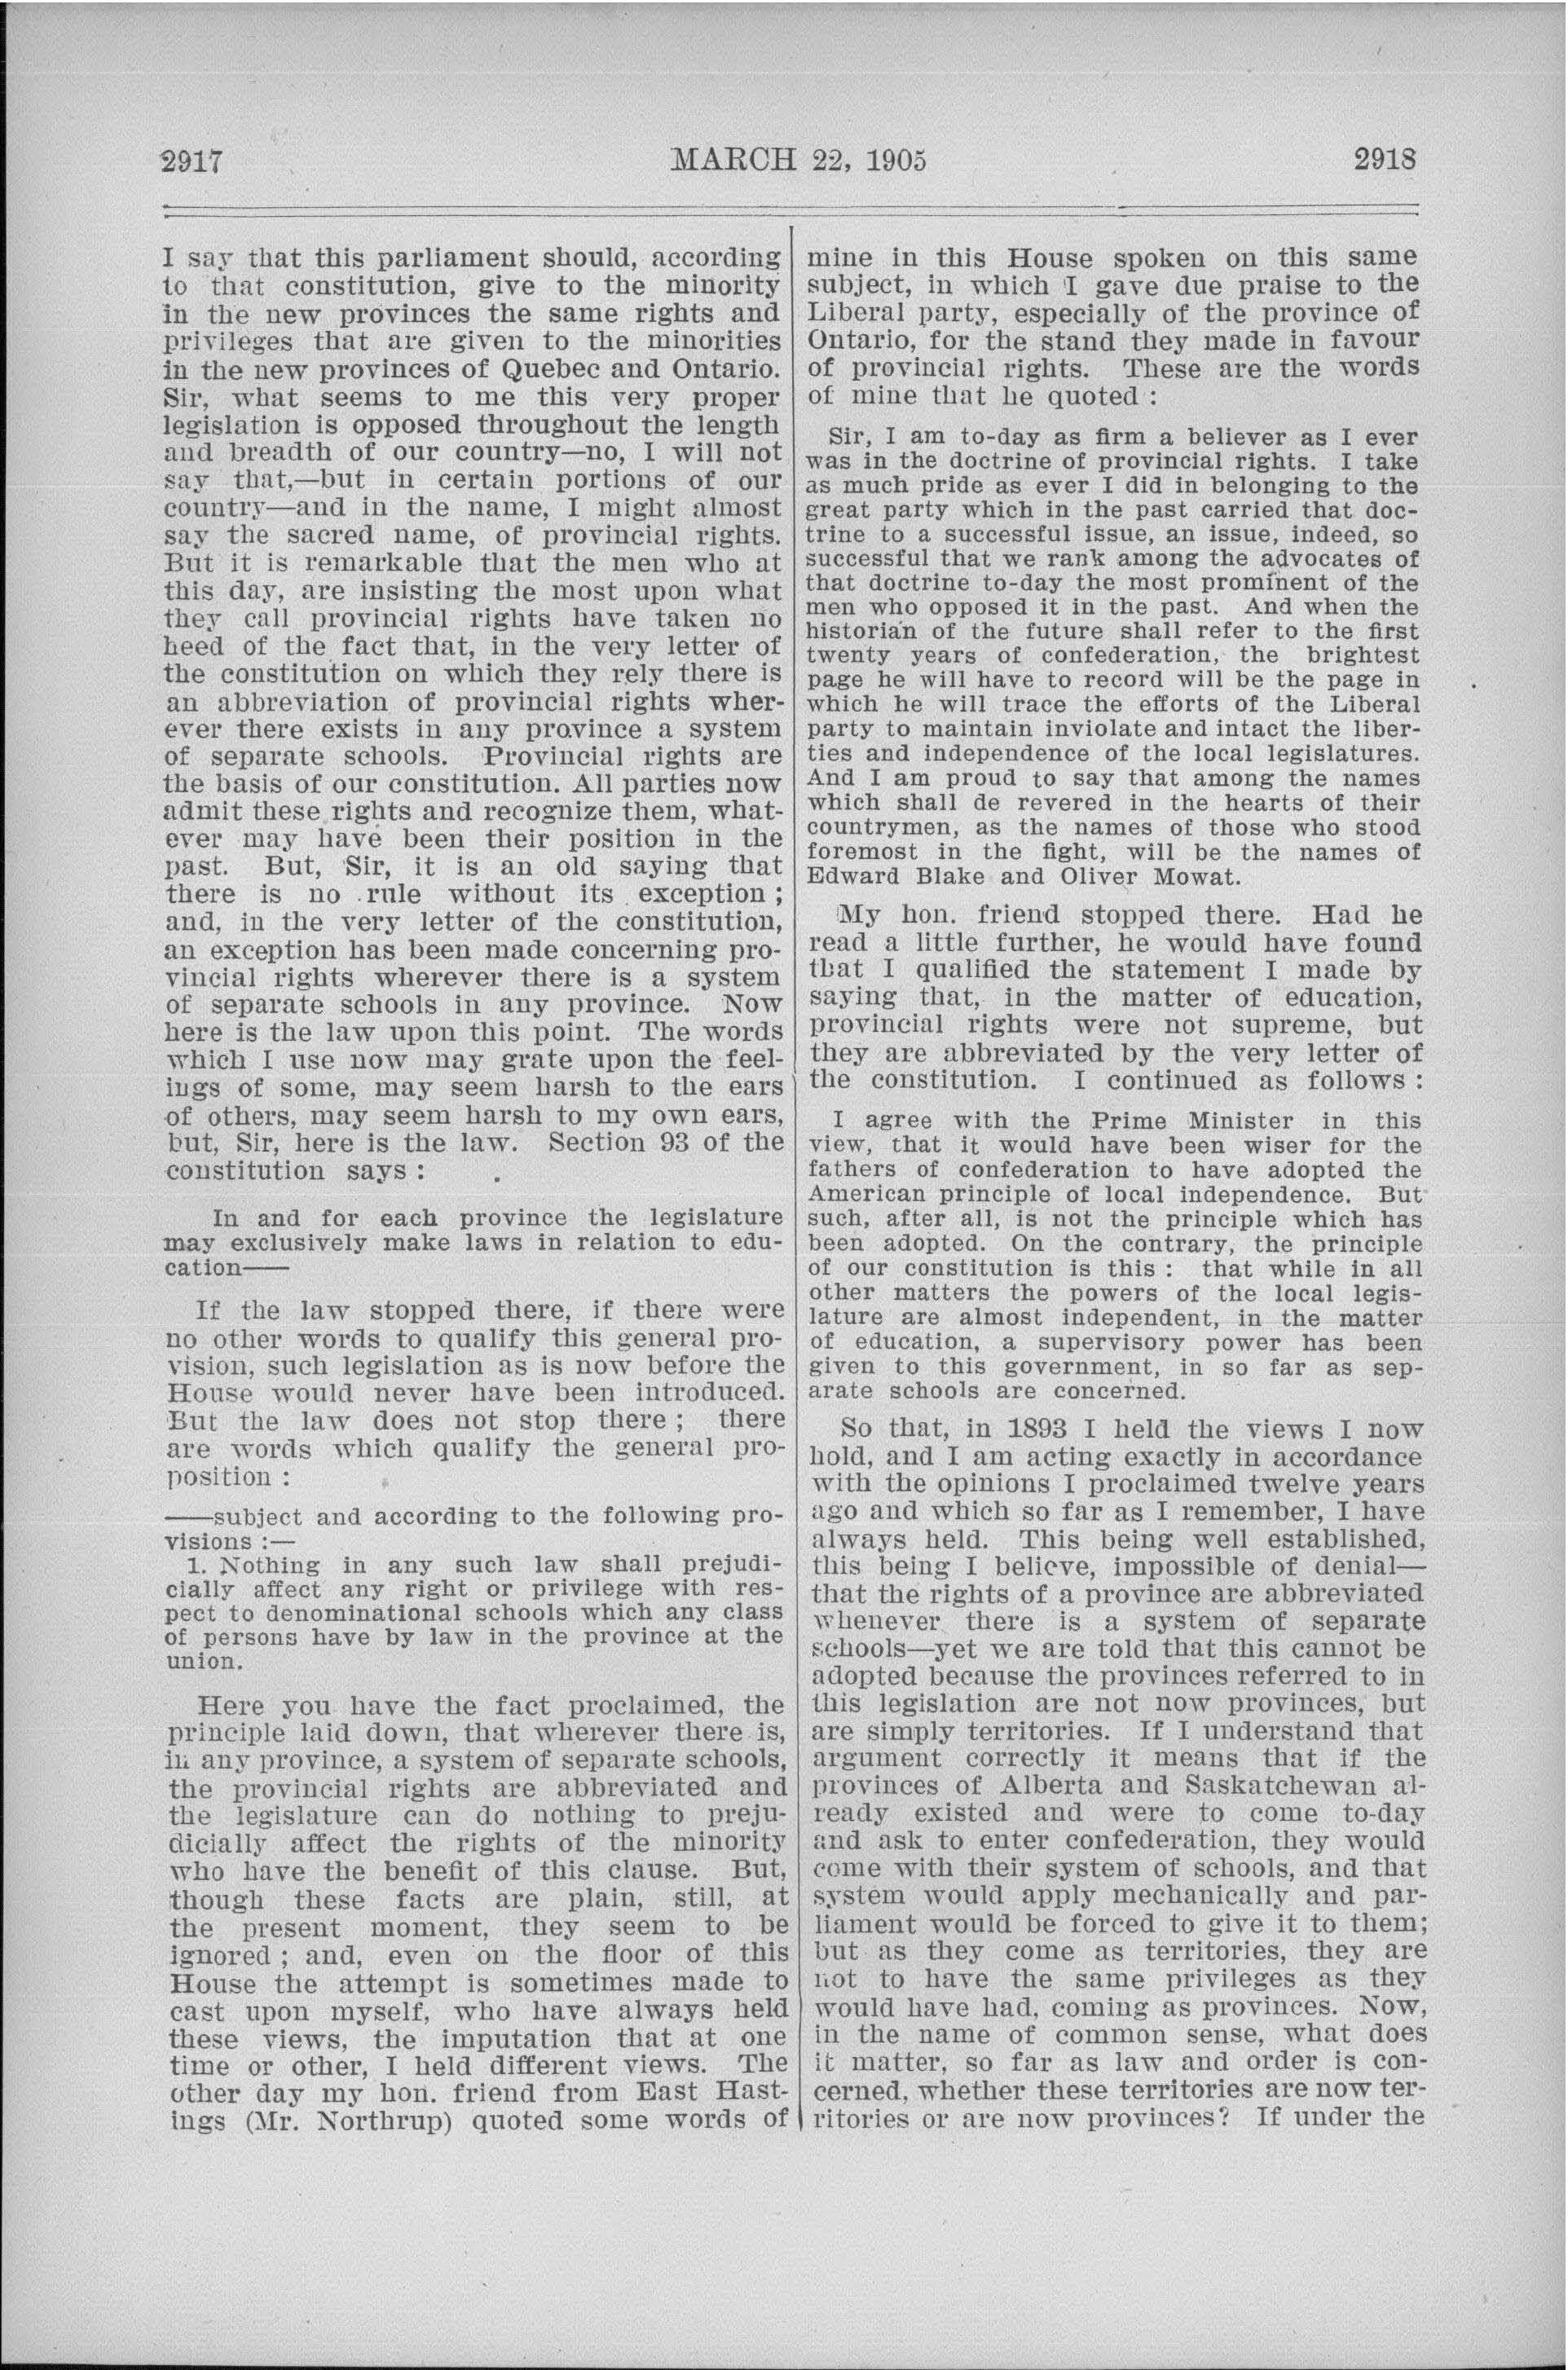 2917
MARCH 22, 1905
2918
I say that this parliament should, according
to that constitution, give to the minority
in the new provinces the same rights and
privileges that are given to the minorities
in the new provinces of Quebec and Ontario.
Sir, what seems to me this very proper
legislation is opposed throughout the length
and breadth of our country—no, I will not
say that,—but in certain portions of our
country—and in the name, I might almost
say the sacred name, of provincial rights.
But it is remarkable that the men who at
this day, are insisting the most upon what
they call provincial rights have taken no
heed of the fact that, in the very letter of
the constitution on which they rely there is
an abbreviation of provincial rights wher-
ever there exists in any province a system
of separate schools. Provincial rights are
the basis of our constitution. All parties now
admit these rights and recognize them, what-
ever may have been their position in the
past. But, Sir, it is an old saying that
there is no rule without its exception ;
and, in the very letter of the constitution,
an exception has been made concerning pro-
vincial rights wherever there is a system
of separate schools in any province. Now
here is the law upon this point. The words
which I use now may grate upon the feel-
ings of some, may seem harsh to the ears
of others, may seem harsh to my own ears,
but, Sir, here is the law. Section 93 of the
constitution says :
In and for each province the legislature
may exclusively make laws in relation to edu-
cation——
If the law stopped there, if there were
no other words to qualify this general pro-
vision, such legislation as is now before the
House would never have been introduced.
But the law does not stop there ; there
are words which qualify the general pro-
position :
——subject and according to the following pro-
visions :—
1. Nothing in any such law shall prejudi-
cially affect any right or privilege with res-
pect to denominational schools which any class
of persons have by law in the province at the
union.
Here you have the fact proclaimed, the
principle laid down, that wherever there is,
in any province, a system of separate schools,
the provincial rights are abbreviated and
the legislature can do nothing to preju-
dicially affect the rights of the minority
who have the benefit of this clause. But,
though these facts are plain, still, at
the present moment, they seem to be
ignored ; and, even on the floor of this
House the attempt is sometimes made to
cast upon myself, who have always held
these views, the imputation that at one
time or other, I held different views. The
other day my hon. friend from East Hast-
ings (Mr. Northrup) quoted some words of
mine in this House spoken on this same
subject, in which I gave due praise to the
Liberal party, especially of the province of
Ontario, for the stand they made in favour
of provincial rights. These are the words
of mine that he quoted :
Sir, I am to-day as firm a believer as I ever
was in the doctrine of provincial rights. I take
as much pride as ever I did in belonging to the
great party which in the past carried that doc-
trine to a successful issue, an issue, indeed, so
successful that we rank among the advocates of
that doctrine to-day the most prominent of the
men who opposed it in the past. And when the
historian of the future shall refer to the first
twenty years of confederation, the brightest
page he will have to record will be the page in
which he will trace the efforts of the Liberal
party to maintain inviolate and intact the liber-
ties and independence of the local legislatures.
And I am proud to say that among the names
which shall de revered in the hearts of their
countrymen, as the names of those who stood
foremost in the fight, will be the names of
Edward Blake and Oliver Mowat.
My hon. friend stopped there. Had he
read a little further, he would have found
that I qualified the statement I made by
saying that, in the matter of education,
provincial rights were not supreme, but
they are abbreviated by the very letter of
the constitution. I continued as follows :
I agree with the Prime Minister in this
view, that it would have been wiser for the
fathers of confederation to have adopted the
American principle of local independence. But
such, after all, is not the principle which has
been adopted. On the contrary, the principle
of our constitution is this : that while in all
other matters the powers of the local legis-
lature are almost independent, in the matter
of education, a supervisory power has been
given to this government, in so far as sep-
arate schools are concerned.
So that, in 1893 I held the views I now
hold, and I am acting exactly in accordance
with the opinions I proclaimed twelve years
ago and which so far as I remember, I have
always held. This being well established,
this being I believe, impossible of denial—
that the rights of a province are abbreviated
whenever there is a system of separate
schools—yet we are told that this cannot be
adopted because the provinces referred to in
this legislation are not now provinces, but
are simply territories. If I understand that
argument correctly it means that if the
provinces of Alberta and Saskatchewan al-
ready existed and were to come to-day
and ask to enter confederation, they would
come with their system of schools, and that
system would apply mechanically and par-
liament would be forced to give it to them;
but as they come as territories, they are
not to have the same privileges as they
would have had, coming as provinces. Now,
in the name of common sense, what does
it matter, so far as law and order is con-
cerned, whether these territories are now ter-
ritories or are now provinces? If under the